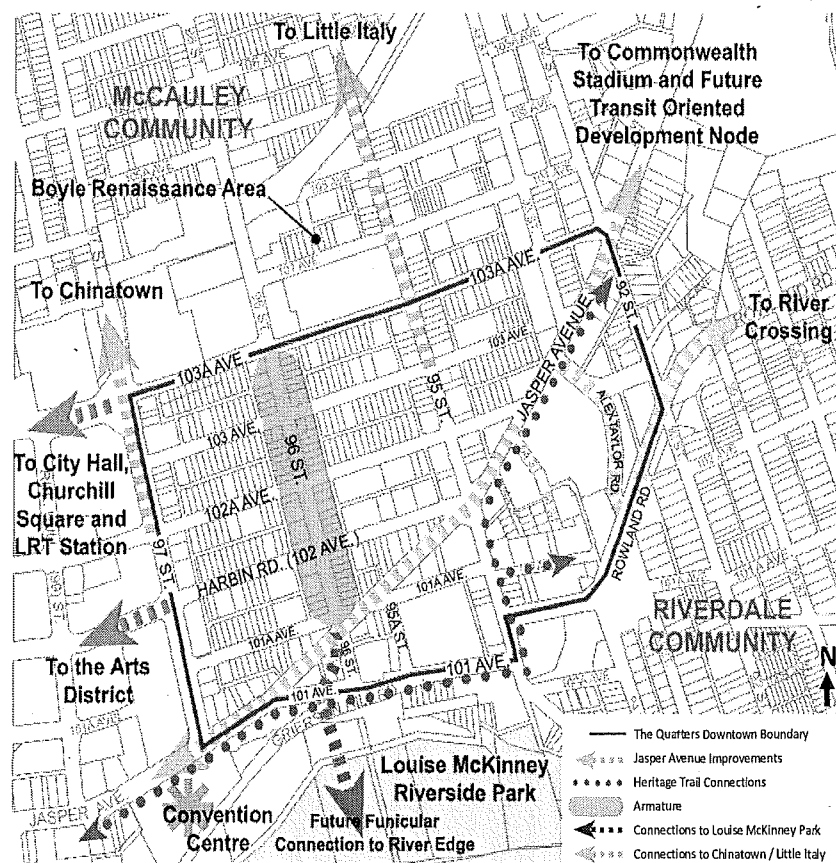 To Little Italy
To Commonwealth
Stadium and Future
Transit Oriented
Development Node
McCAULEY
COMMUNITY
Boyle Renaissance Area
To Chinatown
103A AVE.
92 ST.
To River
Crossing
103A AVE.
JASPER AVENUE
103
95 ST.
ALEX TAYLOR RD.
103 AVE.
96 ST
To City Hall,
Churchill
Square and
LRT Station
102A AVE.
97 ST
HARBIN RD. (102 AVE.)
ROWLAND RD
101A AVE
95A ST
RIVERDALE
COMMUNITY
101A AVE
96 ST
To the Arts
District
101 AVE.
101 AVE.
N
The Quarters Downtown Boundary
Jasper Avenue Improvements
Heritage Trail Connections
Armature
Connections to Louise McKinney Park
Connections to Chinatown / Little Italy
Louise McKinney
Riverside Park
JASPER AVE
Convention
Centre
Future Funicular
Connection to River Edge